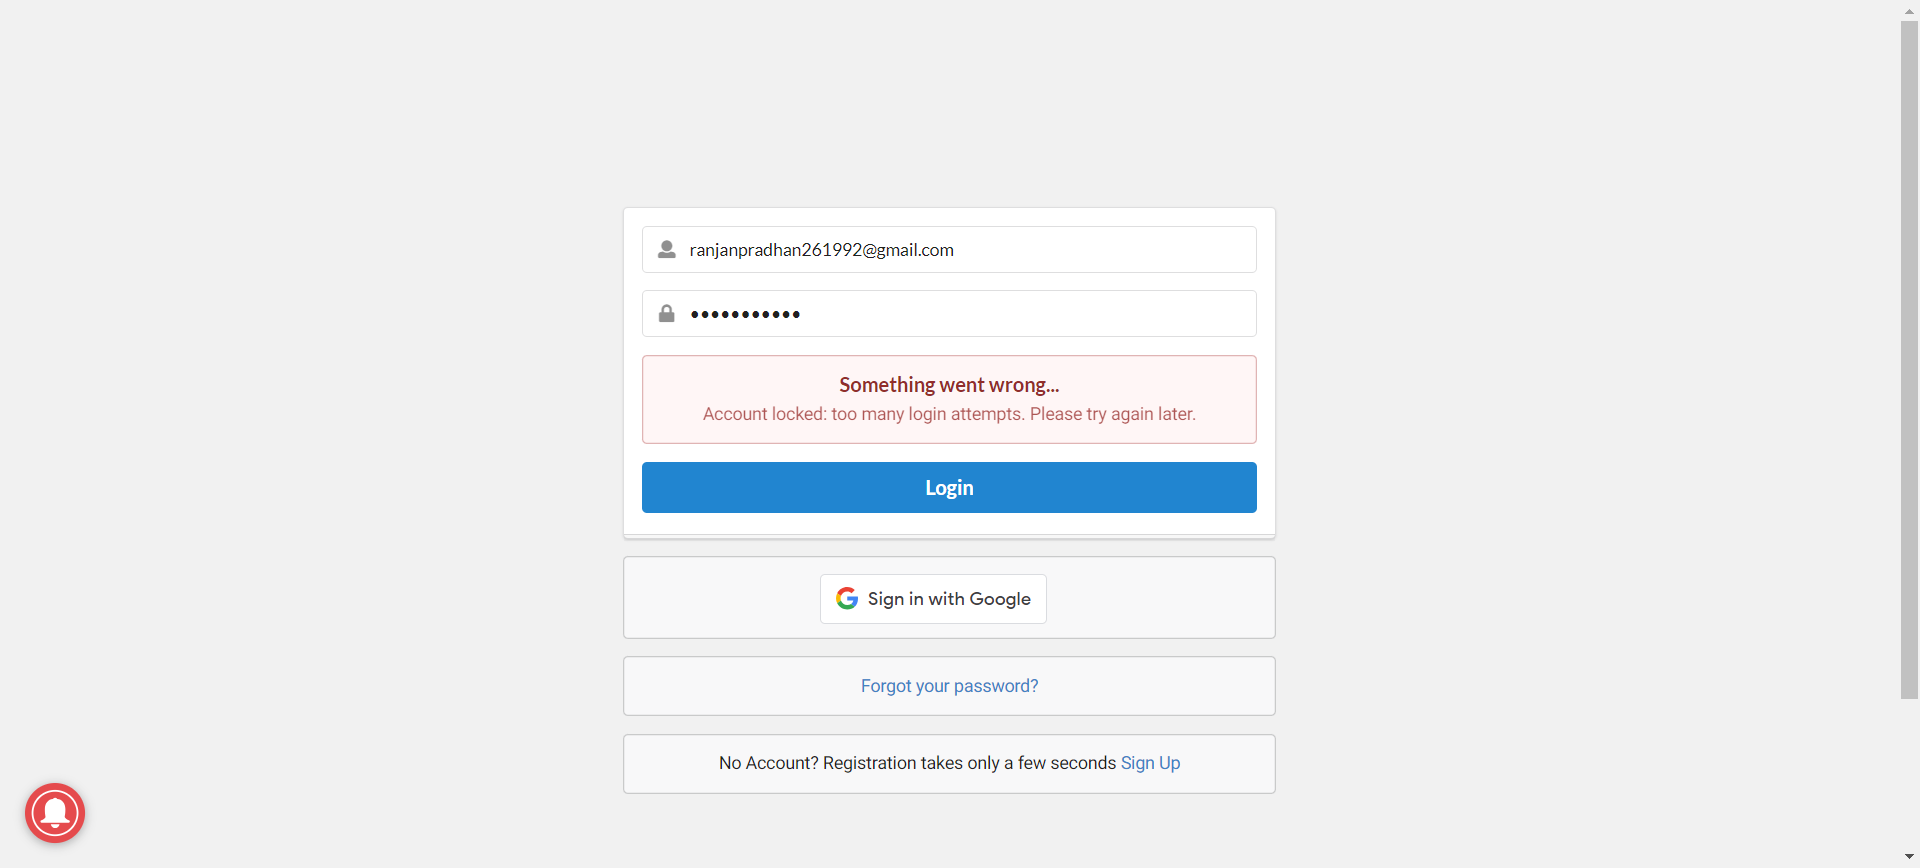 ranjanpradhan261992@gmail.com
•••••••••••
Something went wrong...
Account locked: too many login attempts. Please try again later.
Login
Sign in with Google
Forgot your password?
No Account? Registration takes only a few seconds Sign Up